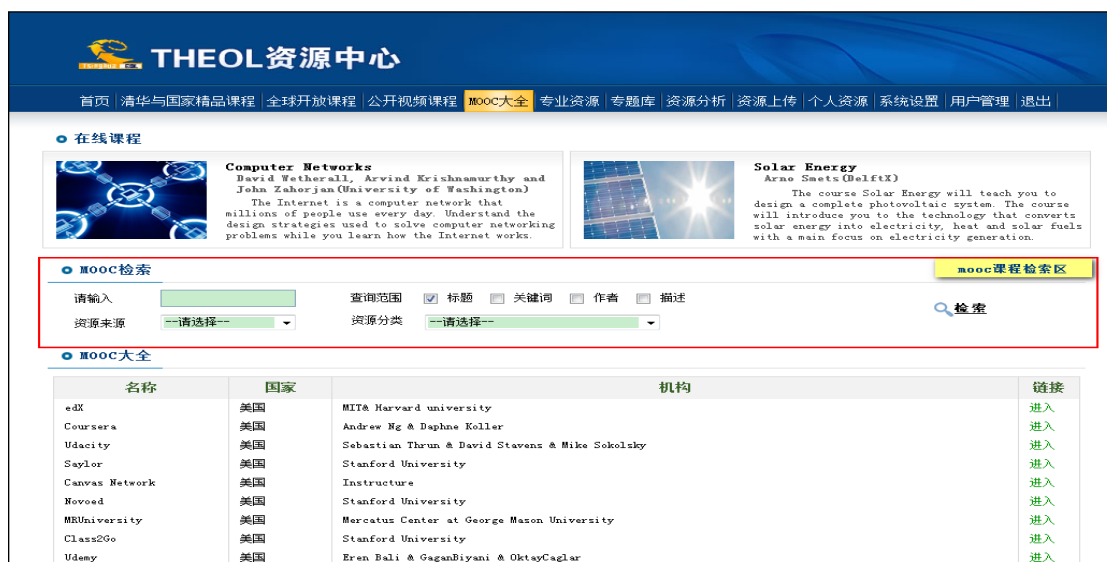 THEOL资源中心
首页 清华与国家精品课程 全球开放课程 公开视频课程 MOOC大全 专业资源 专题库 资源分析 资源上传 个人资源 系统设置 用户管理 退出
在线课程
Computer Networks
David Wetherall, Arvind Krishnamurthy and
John Zahorjan(University of Washington)
The Internet is a computer network that
millions of people use every day. Understand the
design strategies used to solve computer networking
problems while you learn how the Internet works.
Solar Energy
Arno Smets(DelftX)
The course Solar Energy will teach you to
design a complete photovoltaic system. The course
will introduce you to the technology that converts
solar energy into electricity, heat and solar fuels
with a main focus on electricity generation.
MOOC检索
mooc课程检索区
请输入 查询范围 标题 关键词 作者 描述
检索
资源来源 --请选择-- 资源分类 --请选择--
MOOC大全
名称 国家 机构 链接
edX 美国 MIT& Harvard university 进入
Coursera 美国 Andrew Ng & Daphne Koller 进入
Udacity 美国 Sebastian Thrun & David Stavens & Mike Sokolsky 进入
Saylor 美国 Stanford University 进入
Canvas Network 美国 Instructure 进入
Novoed 美国 Stanford University 进入
MRUniversity 美国 Mercatus Center at George Mason University 进入
Class2Go 美国 Stanford University 进入
Udemy 美国 Eren Bali & GaganBiyani & OktayCaglar 进入